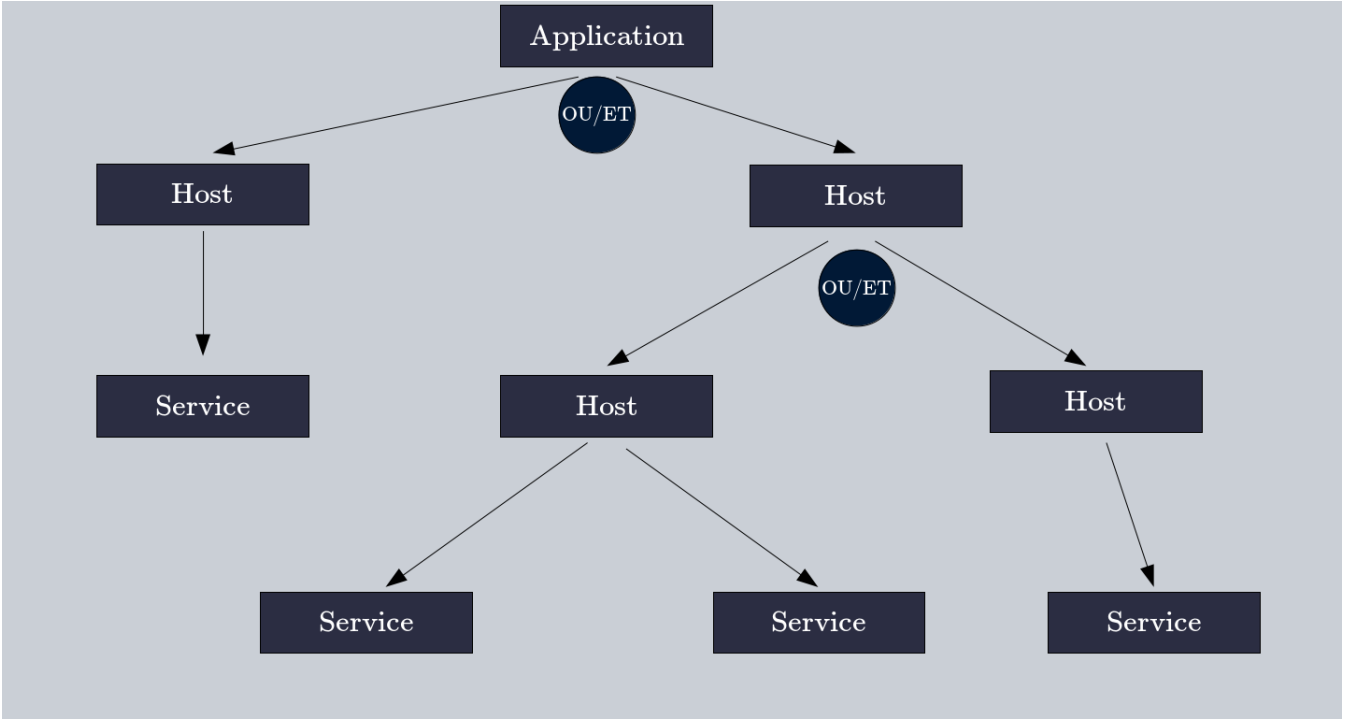 Application
OU/ET
Host
Host
OU/ET
Service
Host
Host
Service
Service
Service